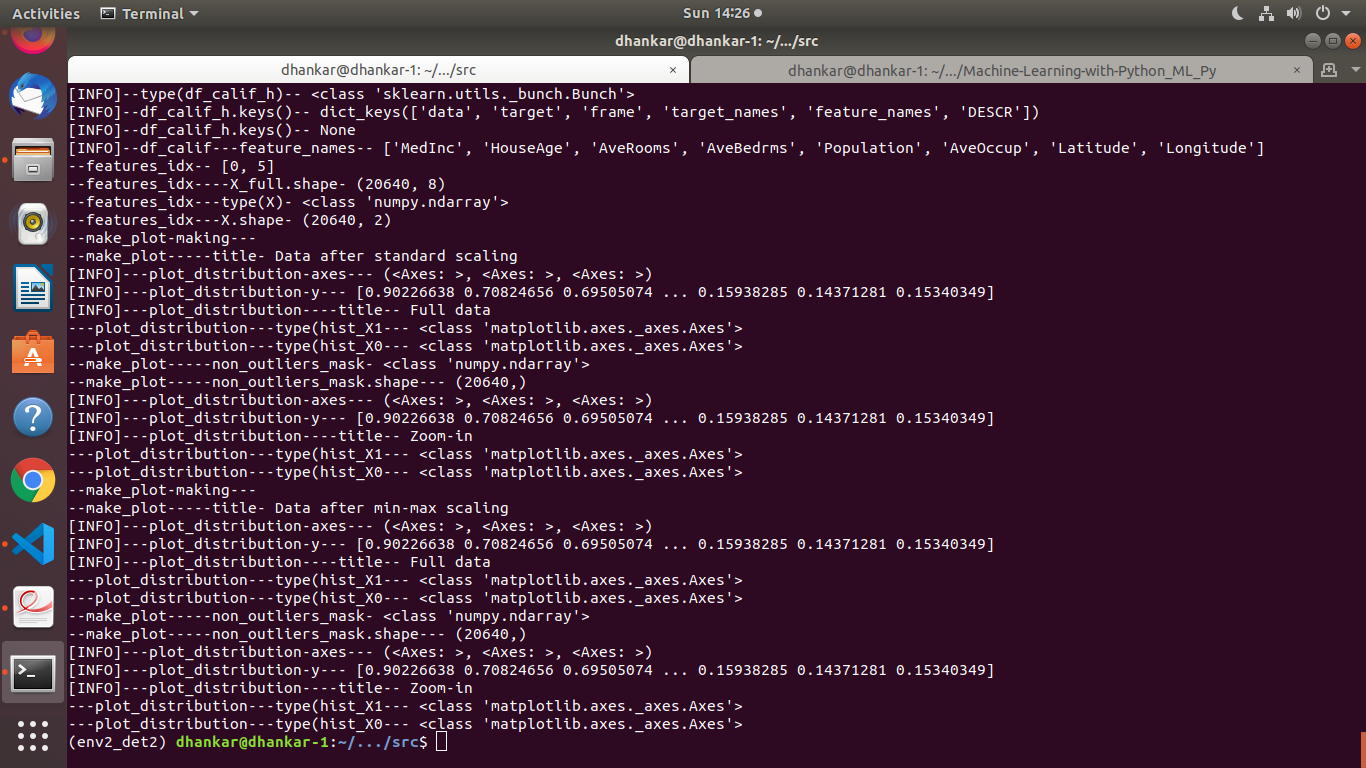 Activities Terminal Sun 14:26
dhankar@dhankar-1: ~/.../src
dhankar@dhankar-1: ~/.../src × dhankar@dhankar-1: ~/.../Machine-Learning-with-Python_ML_Py ×
[INFO]--type(df_calif_h)-- <class 'sklearn.utils._bunch.Bunch'>
[INFO]--df_calif_h.keys()-- dict_keys(['data', 'target', 'frame', 'target_names', 'feature_names', 'DESCR'])
[INFO]--df_calif_h.keys()-- None
[INFO]--df_calif---feature_names-- ['MedInc', 'HouseAge', 'AveRooms', 'AveBedrms', 'Population', 'AveOccup', 'Latitude', 'Longitude']
--features_idx-- [0, 5]
--features_idx----X_full.shape- (20640, 8)
--features_idx---type(X)- <class 'numpy.ndarray'>
--features_idx---X.shape- (20640, 2)
--make_plot-making---
--make_plot-----title- Data after standard scaling
[INFO]---plot_distribution-axes--- (<Axes: >, <Axes: >, <Axes: >)
[INFO]---plot_distribution-y--- [0.90226638 0.70824656 0.69505074 ... 0.15938285 0.14371281 0.15340349]
[INFO]---plot_distribution----title-- Full data
---plot_distribution---type(hist_X1--- <class 'matplotlib.axes._axes.Axes'>
---plot_distribution---type(hist_X0--- <class 'matplotlib.axes._axes.Axes'>
--make_plot-----non_outliers_mask- <class 'numpy.ndarray'>
--make_plot-----non_outliers_mask.shape--- (20640,)
[INFO]---plot_distribution-axes--- (<Axes: >, <Axes: >, <Axes: >)
[INFO]---plot_distribution-y--- [0.90226638 0.70824656 0.69505074 ... 0.15938285 0.14371281 0.15340349]
[INFO]---plot_distribution----title-- Zoom-in
---plot_distribution---type(hist_X1--- <class 'matplotlib.axes._axes.Axes'>
---plot_distribution---type(hist_X0--- <class 'matplotlib.axes._axes.Axes'>
--make_plot-making---
--make_plot-----title- Data after min-max scaling
[INFO]---plot_distribution-axes--- (<Axes: >, <Axes: >, <Axes: >)
[INFO]---plot_distribution-y--- [0.90226638 0.70824656 0.69505074 ... 0.15938285 0.14371281 0.15340349]
[INFO]---plot_distribution----title-- Full data
---plot_distribution---type(hist_X1--- <class 'matplotlib.axes._axes.Axes'>
---plot_distribution---type(hist_X0--- <class 'matplotlib.axes._axes.Axes'>
--make_plot-----non_outliers_mask- <class 'numpy.ndarray'>
--make_plot-----non_outliers_mask.shape--- (20640,)
[INFO]---plot_distribution-axes--- (<Axes: >, <Axes: >, <Axes: >)
[INFO]---plot_distribution-y--- [0.90226638 0.70824656 0.69505074 ... 0.15938285 0.14371281 0.15340349]
[INFO]---plot_distribution----title-- Zoom-in
---plot_distribution---type(hist_X1--- <class 'matplotlib.axes._axes.Axes'>
---plot_distribution---type(hist_X0--- <class 'matplotlib.axes._axes.Axes'>
(env2_det2) dhankar@dhankar-1:~/.../src$